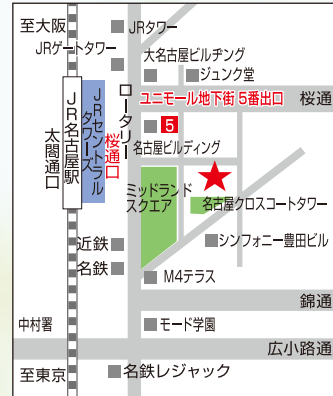 至大阪
JRタワー
JRゲートタワー
大名古屋ビルヂング
ジュンク堂
ユニモール地下街 5番出口
桜通
ロータリー
JRセントラル
タワーズ
JR名古屋駅
桜通口
太閤通口
5
名古屋ビルディング
ミッドランド
スクエア
名古屋クロスコートタワー
シンフォニー豊田ビル
近鉄
名鉄
M4テラス
錦通
中村署
モード学園
広小路通
至東京
名鉄レジャック